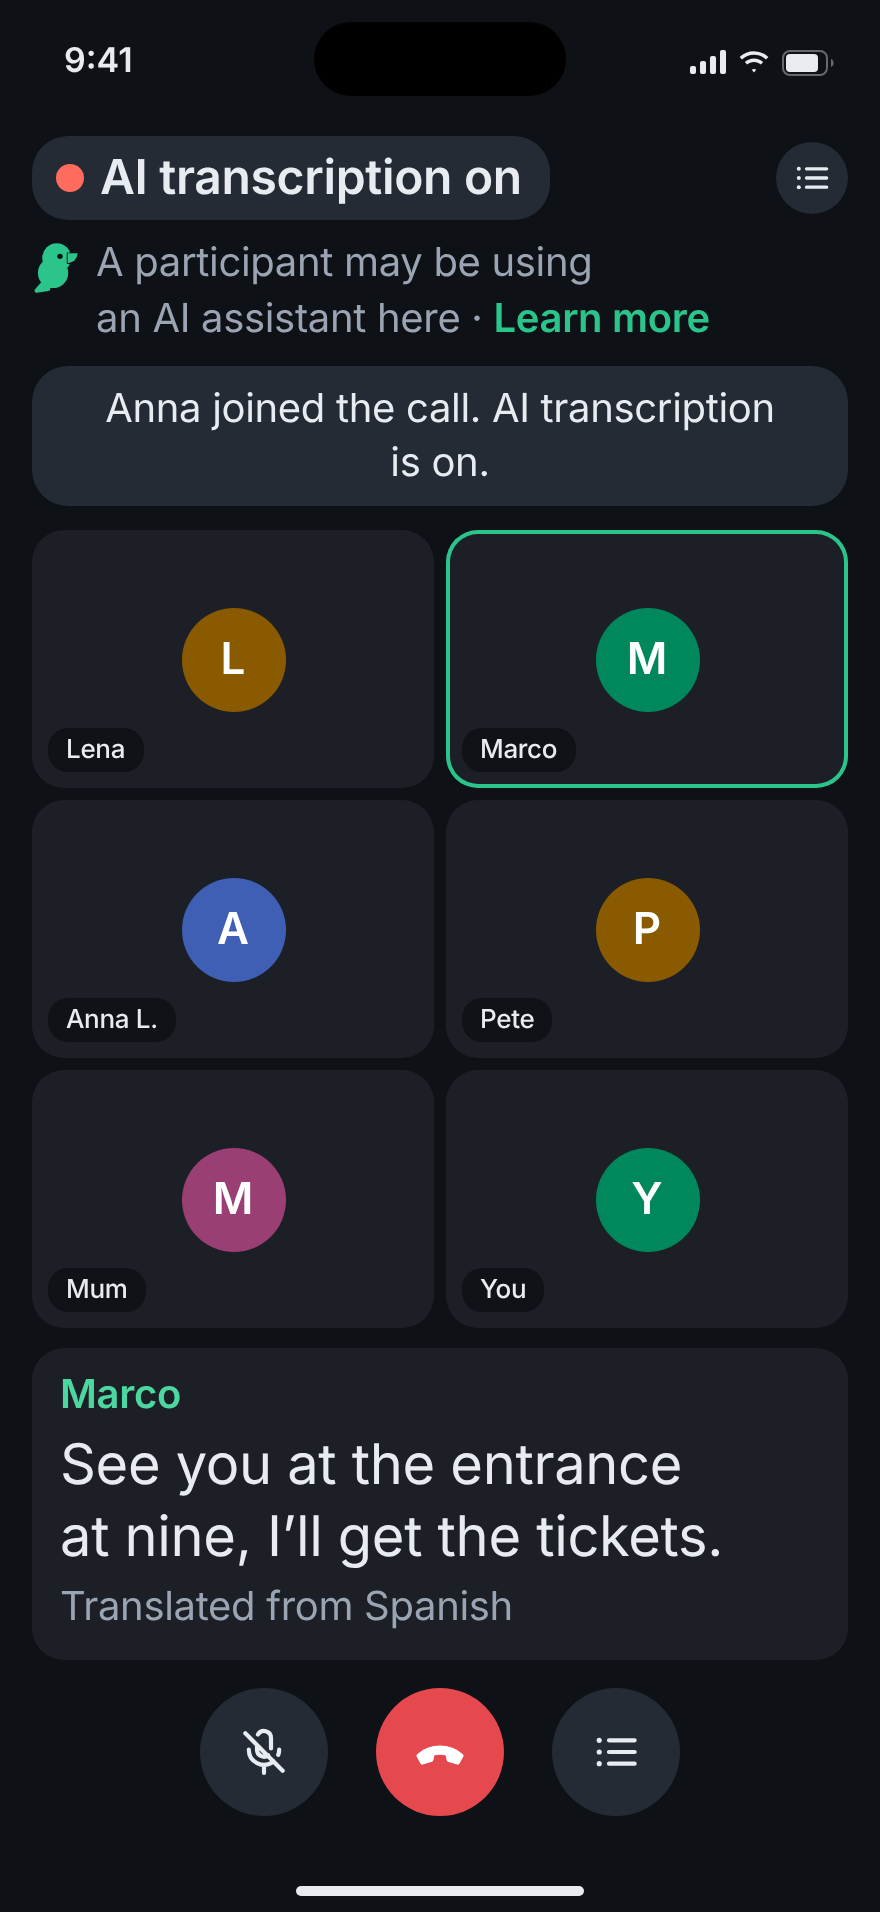 9:41
AI transcription on
A participant may be using
an AI assistant here · Learn more
Anna joined the call. AI transcription
is on.
L
Lena
M
Marco
A
Anna L.
P
Pete
M
Mum
Y
You
Marco
See you at the entrance
at nine, I’ll get the tickets.
Translated from Spanish